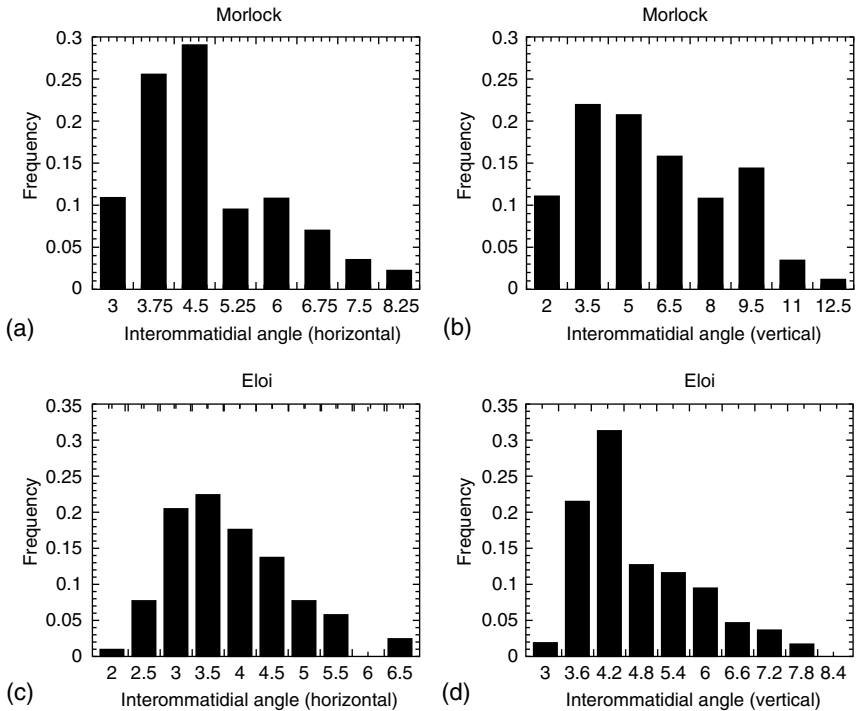 Morlock
0.3
0.25
0.2
0.15
0.1
0.05
0
Frequency
3 3.75 4.5 5.25 6 6.75 7.5 8.25
(a) Interommatidial angle (horizontal)
Morlock
0.3
0.25
0.2
0.15
0.1
0.05
0
Frequency
2 3.5 5 6.5 8 9.5 11 12.5
(b) Interommatidial angle (vertical)
Eloi
0.35
0.3
0.25
0.2
0.15
0.1
0.05
0
Frequency
2 2.5 3 3.5 4 4.5 5 5.5 6 6.5
(c) Interommatidial angle (horizontal)
Eloi
0.35
0.3
0.25
0.2
0.15
0.1
0.05
0
Frequency
3 3.6 4.2 4.8 5.4 6 6.6 7.2 7.8 8.4
(d) Interommatidial angle (vertical)